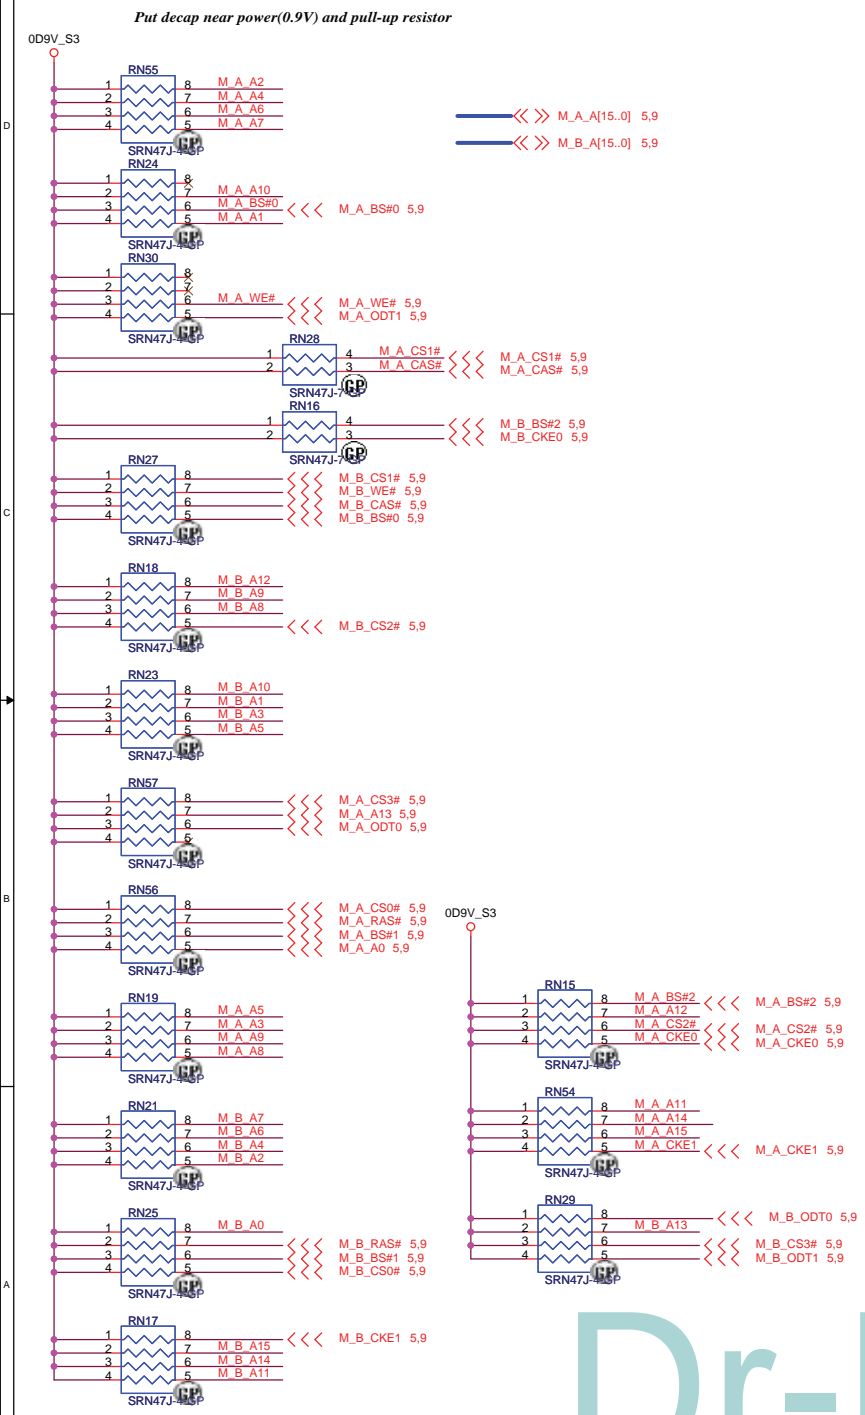 Put decap near power(0.9V) and pull-up resistor
0D9V_S3
RN55
1 8 M_A_A2
2 7 M_A_A4
3 6 M_A_A6
4 5 M_A_A7
SRN47J-4-GP
GP
M_A_A[15..0] 5,9
M_B_A[15..0] 5,9
D
RN24
1 8
2 7 M_A_A10
3 6 M_A_BS#0 M_A_BS#0 5,9
4 5 M_A_A1
SRN47J-4-GP
GP
RN30
1 8
2 7
3 6 M_A_WE# M_A_WE# 5,9
4 5 M_A_ODT1 5,9
SRN47J-4-GP
GP
RN28
1 4 M_A_CS1# M_A_CS1# 5,9
2 3 M_A_CAS# M_A_CAS# 5,9
SRN47J-7-GP
GP
RN16
1 4 M_B_BS#2 5,9
2 3 M_B_CKE0 5,9
SRN47J-7-GP
GP
RN27
1 8 M_B_CS1# 5,9
2 7 M_B_WE# 5,9
3 6 M_B_CAS# 5,9
4 5 M_B_BS#0 5,9
SRN47J-4-GP
GP
C
RN18
1 8 M_B_A12
2 7 M_B_A9
3 6 M_B_A8
4 5 M_B_CS2# 5,9
SRN47J-4-GP
GP
RN23
1 8 M_B_A10
2 7 M_B_A1
3 6 M_B_A3
4 5 M_B_A5
SRN47J-4-GP
GP
RN57
1 8 M_A_CS3# 5,9
2 7 M_A_A13 5,9
3 6 M_A_ODT0 5,9
4 5
SRN47J-4-GP
GP
B
RN56
1 8 M_A_CS0# 5,9
2 7 M_A_RAS# 5,9
3 6 M_A_BS#1 5,9
4 5 M_A_A0 5,9
SRN47J-4-GP
GP
RN19
1 8 M_A_A5
2 7 M_A_A3
3 6 M_A_A9
4 5 M_A_A8
SRN47J-4-GP
GP
RN21
1 8 M_B_A7
2 7 M_B_A6
3 6 M_B_A4
4 5 M_B_A2
SRN47J-4-GP
GP
RN25
1 8 M_B_A0
2 7 M_B_RAS# 5,9
3 6 M_B_BS#1 5,9
4 5 M_B_CS0# 5,9
SRN47J-4-GP
GP
A
RN17
1 8 M_B_CKE1 5,9
2 7 M_B_A15
3 6 M_B_A14
4 5 M_B_A11
SRN47J-4-GP
GP
0D9V_S3
RN15
1 8 M_A_BS#2 M_A_BS#2 5,9
2 7 M_A_A12
3 6 M_A_CS2# M_A_CS2# 5,9
4 5 M_A_CKE0 M_A_CKE0 5,9
SRN47J-4-GP
GP
RN54
1 8 M_A_A11
2 7 M_A_A14
3 6 M_A_A15
4 5 M_A_CKE1 M_A_CKE1 5,9
SRN47J-4-GP
GP
RN29
1 8 M_B_ODT0 5,9
2 7 M_B_A13
3 6 M_B_CS3# 5,9
4 5 M_B_ODT1 5,9
SRN47J-4-GP
GP
Dr-